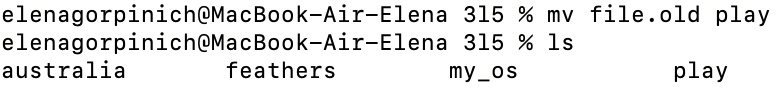 elenagorpinich@MacBook-Air-Elena 3l5 % mv file.old play
elenagorpinich@MacBook-Air-Elena 3l5 % ls
australia feathers my_os play